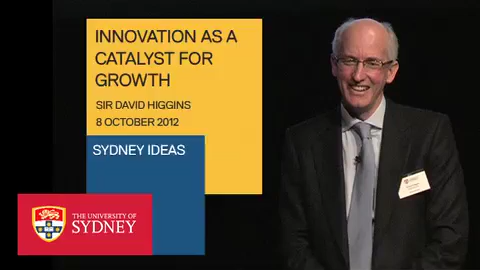 INNOVATION AS A
CATALYST FOR
GROWTH
SIR DAVID HIGGINS
8 OCTOBER 2012
SYDNEY IDEAS
THE UNIVERSITY OF
SYDNEY